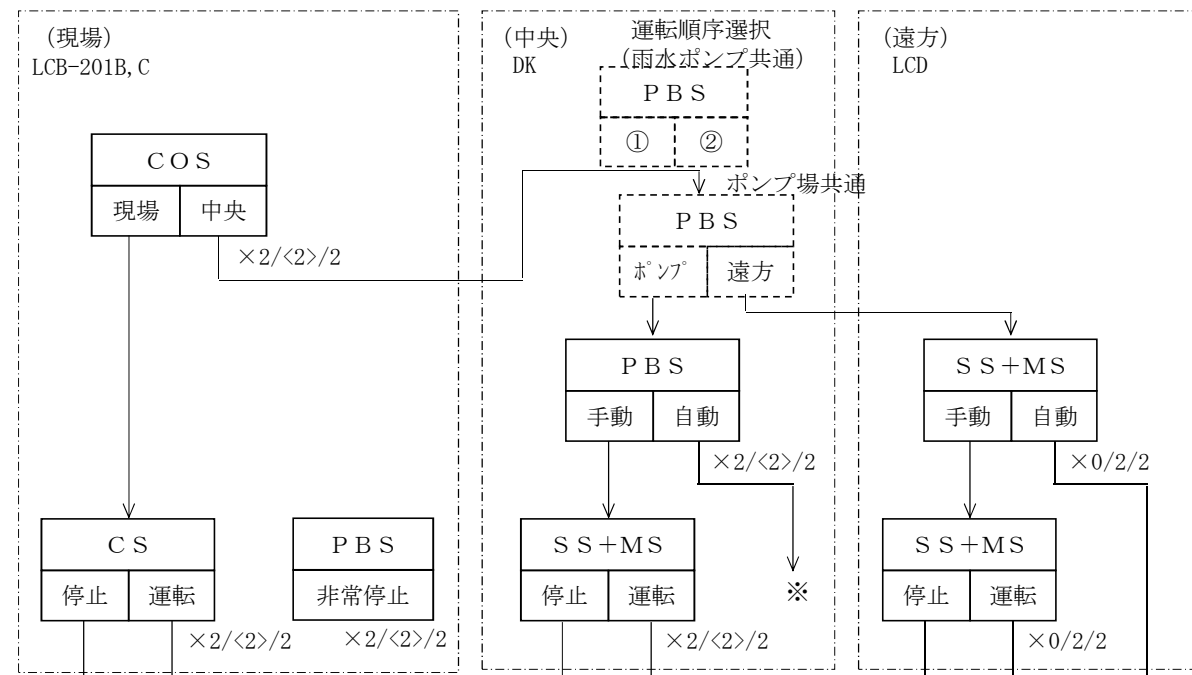 (現場)
LCB-201B,C
COS
現場 中央
×2/<2>/2
CS
停止 運転
×2/<2>/2
PBS
非常停止
×2/<2>/2
(中央)
DK
運転順序選択
(雨水ポンプ共通)
PBS
① ②
ポンプ場共通
PBS
ポンプ 遠方
PBS
手動 自動
×2/<2>/2
SS+MS
停止 運転
×2/<2>/2
※
(遠方)
LCD
SS+MS
手動 自動
×0/2/2
SS+MS
停止 運転
×0/2/2